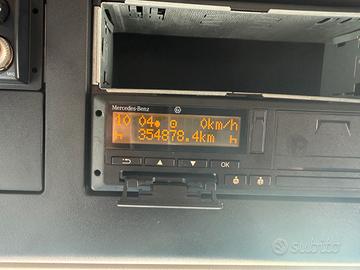 Mercedes-Benz
10 04 0km/h
354878.4km
OK
subito